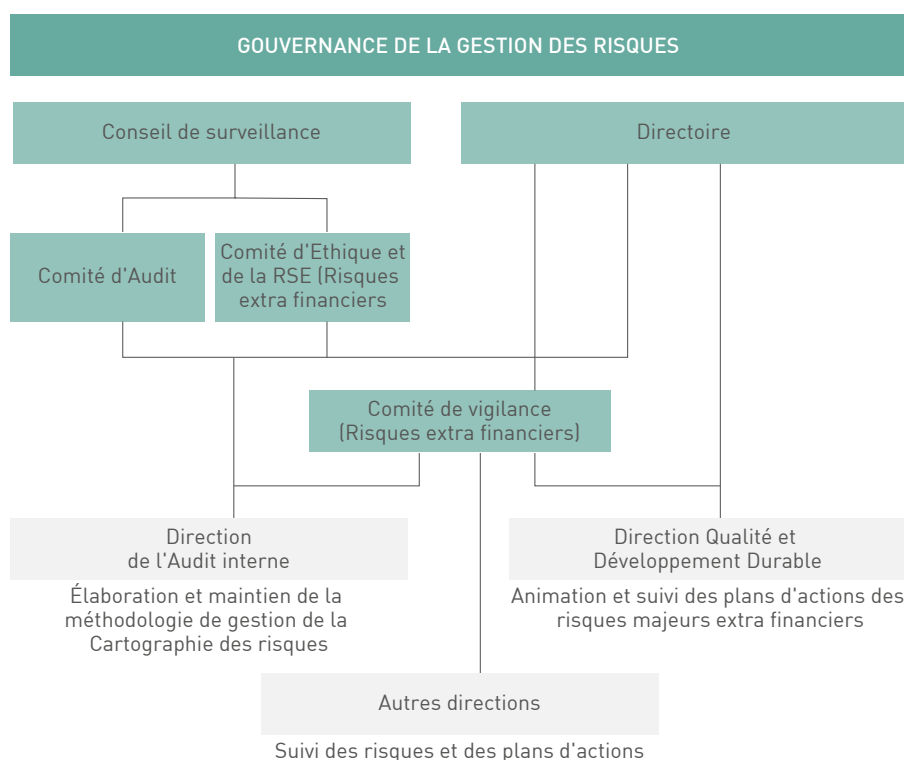 GOUVERNANCE DE LA GESTION DES RISQUES
Conseil de surveillance
Directoire
Comité d'Audit
Comité d'Ethique et
de la RSE (Risques
extra financiers
Comité de vigilance
(Risques extra financiers)
Direction
de l'Audit interne
Élaboration et maintien de la
méthodologie de gestion de la
Cartographie des risques
Direction Qualité et
Développement Durable
Animation et suivi des plans d'actions des
risques majeurs extra financiers
Autres directions
Suivi des risques et des plans d'actions